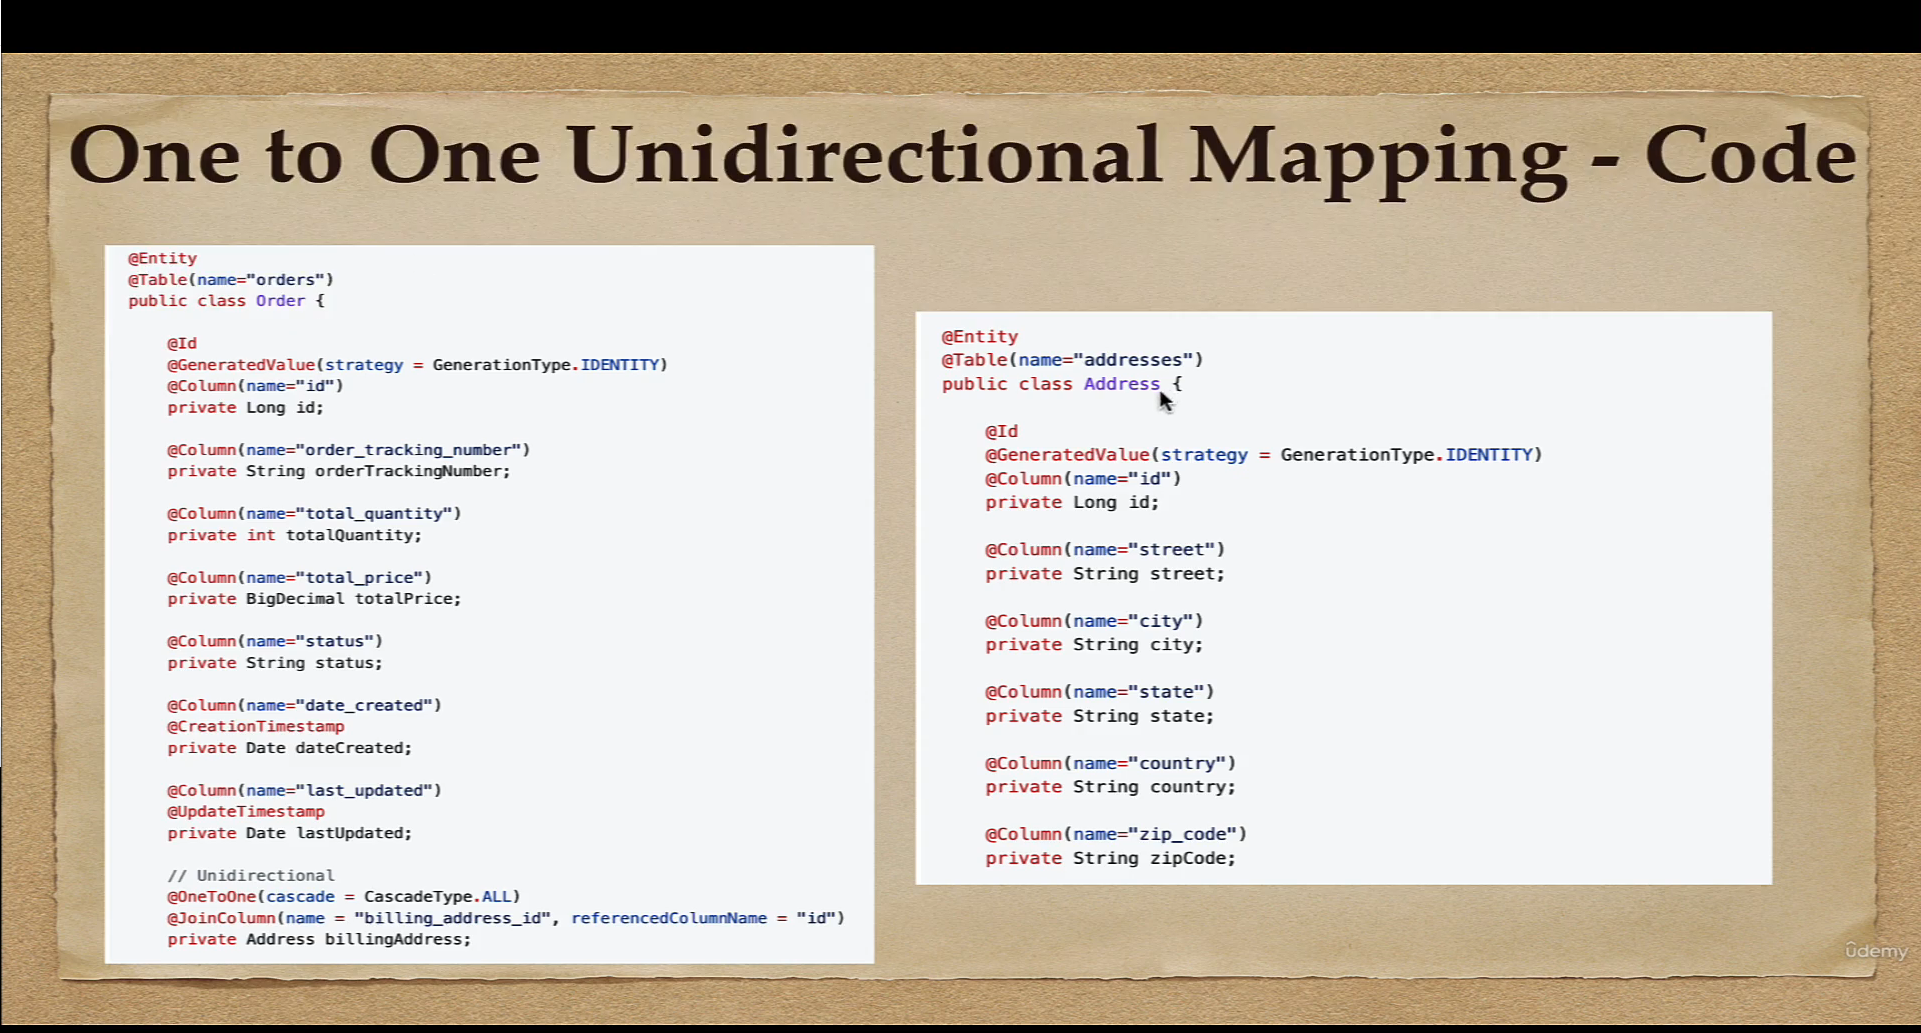 One to One Unidirectional Mapping - Code
@Entity
@Table(name="orders")
public class Order {
@Id
@GeneratedValue(strategy = GenerationType.IDENTITY)
@Column(name="id")
private Long id;
@Column(name="order_tracking_number")
private String orderTrackingNumber;
@Column(name="total_quantity")
private int totalQuantity;
@Column(name="total_price")
private BigDecimal totalPrice;
@Column(name="status")
private String status;
@Column(name="date_created")
@CreationTimestamp
private Date dateCreated;
@Column(name="last_updated")
@UpdateTimestamp
private Date lastUpdated;
// Unidirectional
@OneToOne(cascade = CascadeType.ALL)
@JoinColumn(name = "billing_address_id", referencedColumnName = "id")
private Address billingAddress;
@Entity
@Table(name="addresses")
public class Address {
@Id
@GeneratedValue(strategy = GenerationType.IDENTITY)
@Column(name="id")
private Long id;
@Column(name="street")
private String street;
@Column(name="city")
private String city;
@Column(name="state")
private String state;
@Column(name="country")
private String country;
@Column(name="zip_code")
private String zipCode;
ûdemy